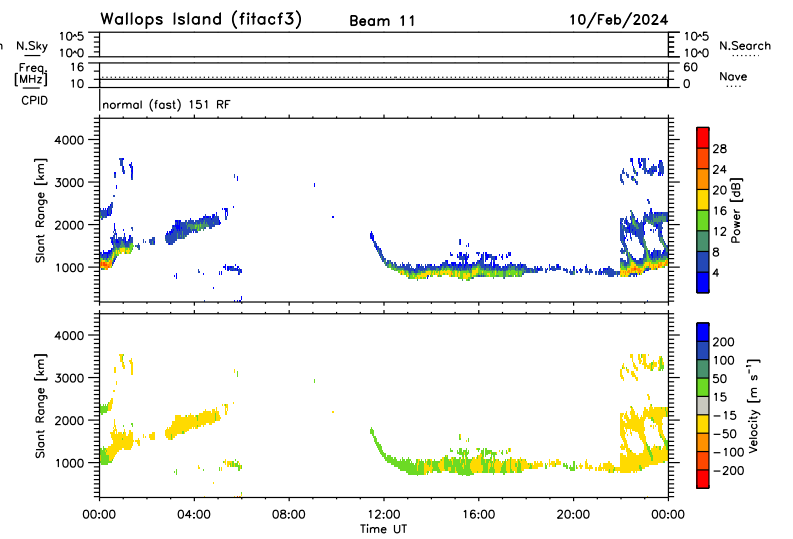 Wallops Island (fitacf3) Beam 11 10/Feb/2024
N.Sky 10^5 10^5 N.Search
10^0 10^0
Freq. 16 60 Nave
[MHz] 10 0
CPID normal (fast) 151 RF
Slant Range [km]
4000
3000
2000
1000
Power [dB]
28
24
20
16
12
8
4
Slant Range [km]
4000
3000
2000
1000
Velocity [m s⁻¹]
200
100
50
15
-15
-50
-100
-200
00:00 04:00 08:00 12:00 16:00 20:00 00:00
Time UT